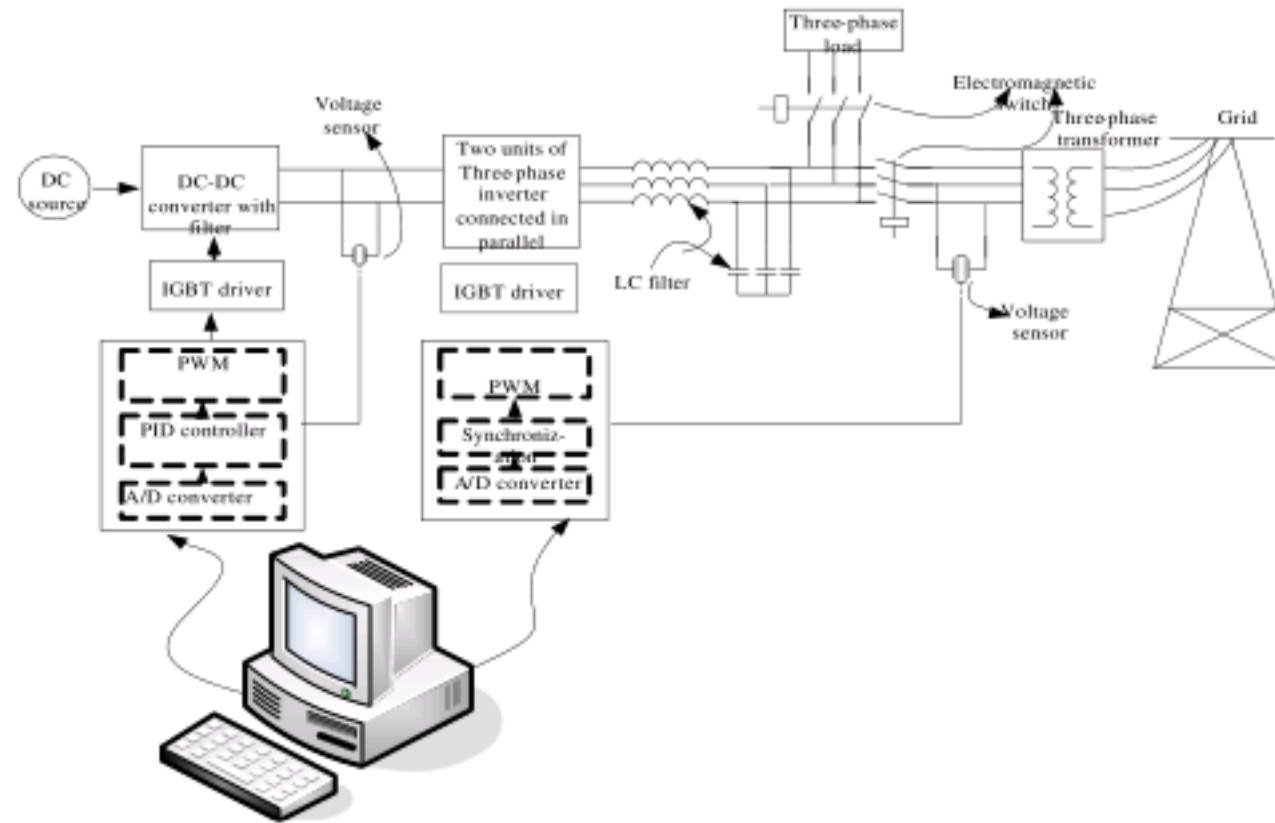 Three-phase
load
Electromagnetic
switch
Voltage
sensor
Three-phase
transformer
Grid
DC
source
DC-DC
converter with
filter
Two units of
Three-phase
inverter
connected in
parallel
LC filter
IGBT driver
IGBT driver
Voltage
sensor
PWM
PID controller
A/D converter
PWM
Synchroniz-
ation
A/D converter